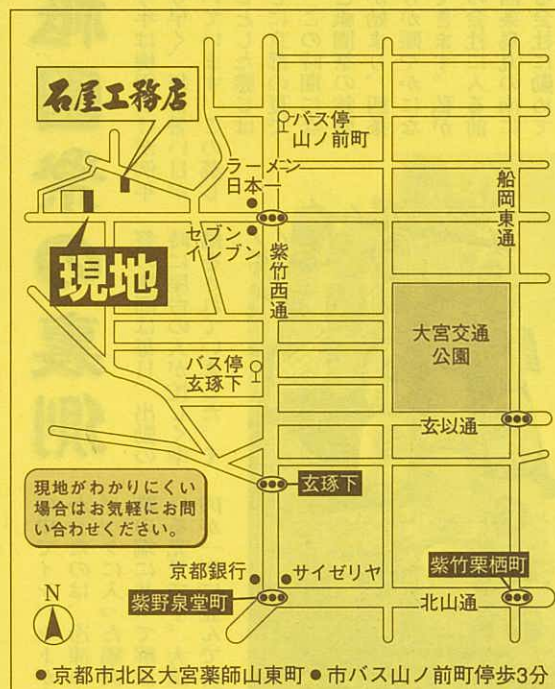 石屋工務店
バス停
山ノ前町
ラーメン
日本一
船岡東通
セブン
イレブン
紫竹西通
現地
大宮交通
公園
バス停
玄琢下
玄以通
現地がわかりにくい
場合はお気軽にお問
い合わせください。
玄琢下
京都銀行
サイゼリヤ
紫竹栗栖町
紫野泉堂町
北山通
N
●京都市北区大宮薬師山東町●市バス山ノ前町停歩3分